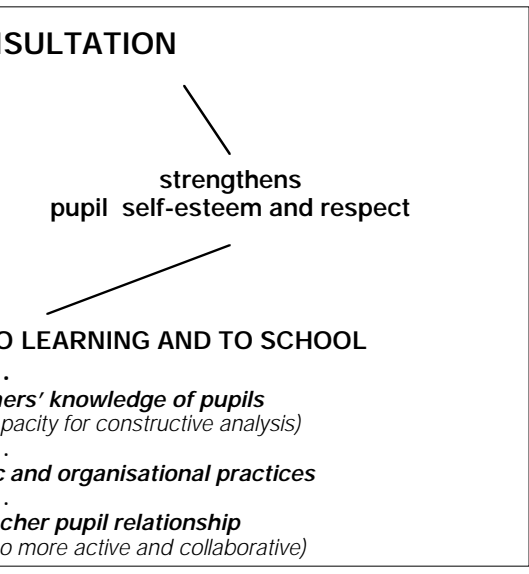 NSULTATION
strengthens
pupil self-esteem and respect
O LEARNING AND TO SCHOOL
.
ners' knowledge of pupils
pacity for constructive analysis)
.
c and organisational practices
.
cher pupil relationship
o more active and collaborative)